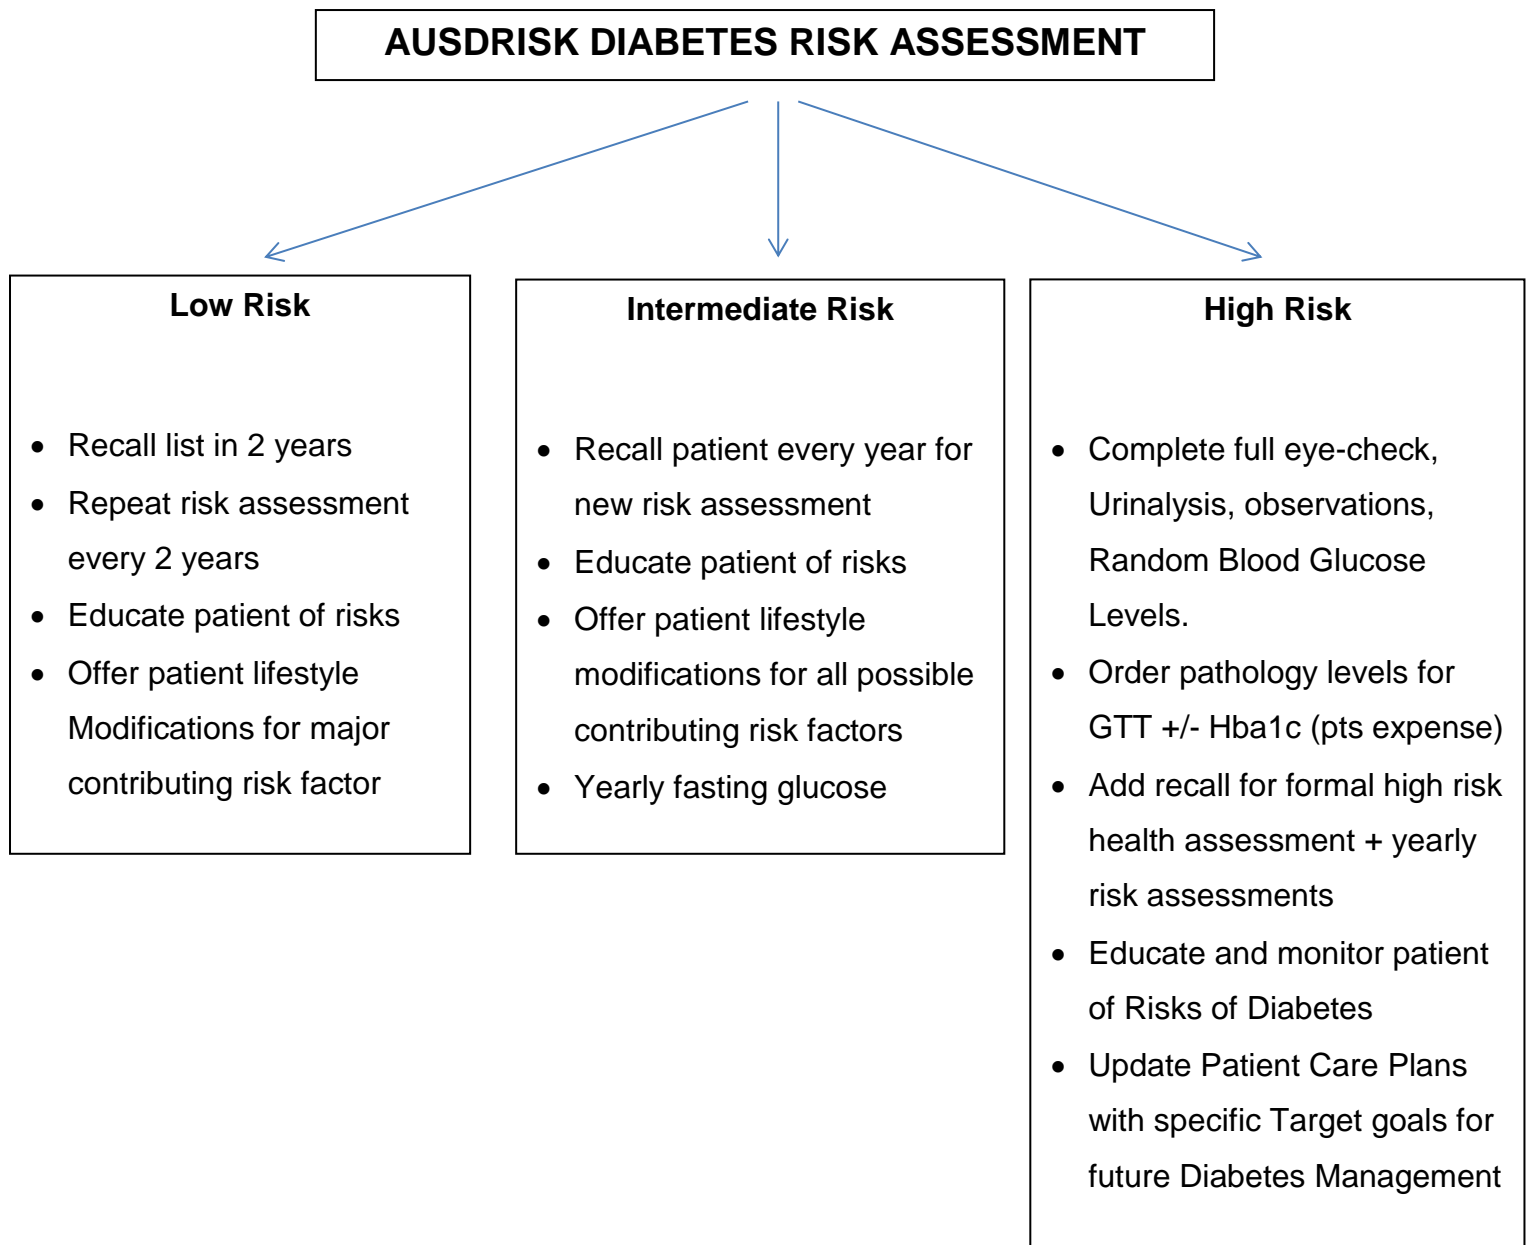 AUSDRISK DIABETES RISK ASSESSMENT
Low Risk
• Recall list in 2 years
• Repeat risk assessment
every 2 years
• Educate patient of risks
• Offer patient lifestyle
Modifications for major
contributing risk factor
Intermediate Risk
• Recall patient every year for
new risk assessment
• Educate patient of risks
• Offer patient lifestyle
modifications for all possible
contributing risk factors
• Yearly fasting glucose
High Risk
• Complete full eye-check,
Urinalysis, observations,
Random Blood Glucose
Levels.
• Order pathology levels for
GTT +/- Hba1c (pts expense)
• Add recall for formal high risk
health assessment + yearly
risk assessments
• Educate and monitor patient
of Risks of Diabetes
• Update Patient Care Plans
with specific Target goals for
future Diabetes Management